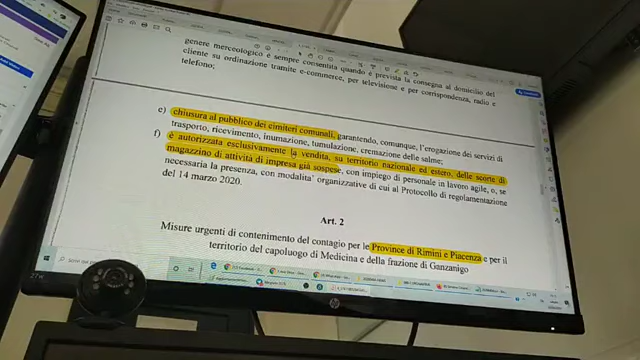 genere merceologico è sempre consentita quando è prevista la consegna al domicilio del
cliente su ordinazione tramite e-commerce, per televisione e per corrispondenza, radio e
telefono;
e) chiusura al pubblico dei cimiteri comunali, garantendo, comunque, l'erogazione dei servizi di
trasporto, ricevimento, inumazione, tumulazione, cremazione delle salme;
f) è autorizzata esclusivamente la vendita, su territorio nazionale ed estero, delle scorte di
magazzino di attività di impresa già sospese, con impiego di personale in lavoro agile, o, se
necessaria la presenza, con modalita' organizzative di cui al Protocollo di regolamentazione
del 14 marzo 2020.
Art. 2
Misure urgenti di contenimento del contagio per le Province di Rimini e Piacenza e per il
territorio del capoluogo di Medicina e della frazione di Ganzanigo
hp